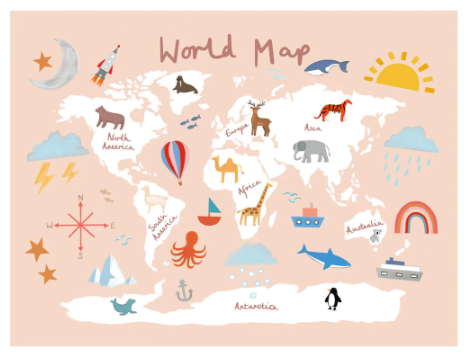 World Map
North
America
Europe
Asia
Africa
South
America
Australia
Antarctica
N
W
E
S